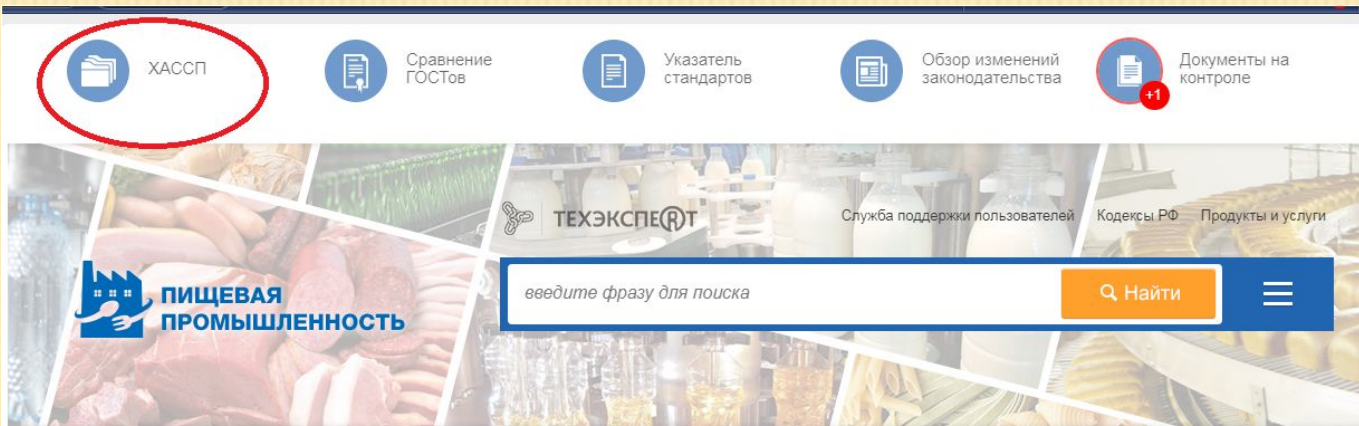 ХАССП
Сравнение
ГОСТов
Указатель
стандартов
Обзор изменений
законодательства
Документы на
контроле
+1
ТЕХЭКСПЕRТ
Служба поддержки пользователей
Кодексы РФ
Продукты и услуги
ПИЩЕВАЯ
ПРОМЫШЛЕННОСТЬ
введите фразу для поиска
Найти